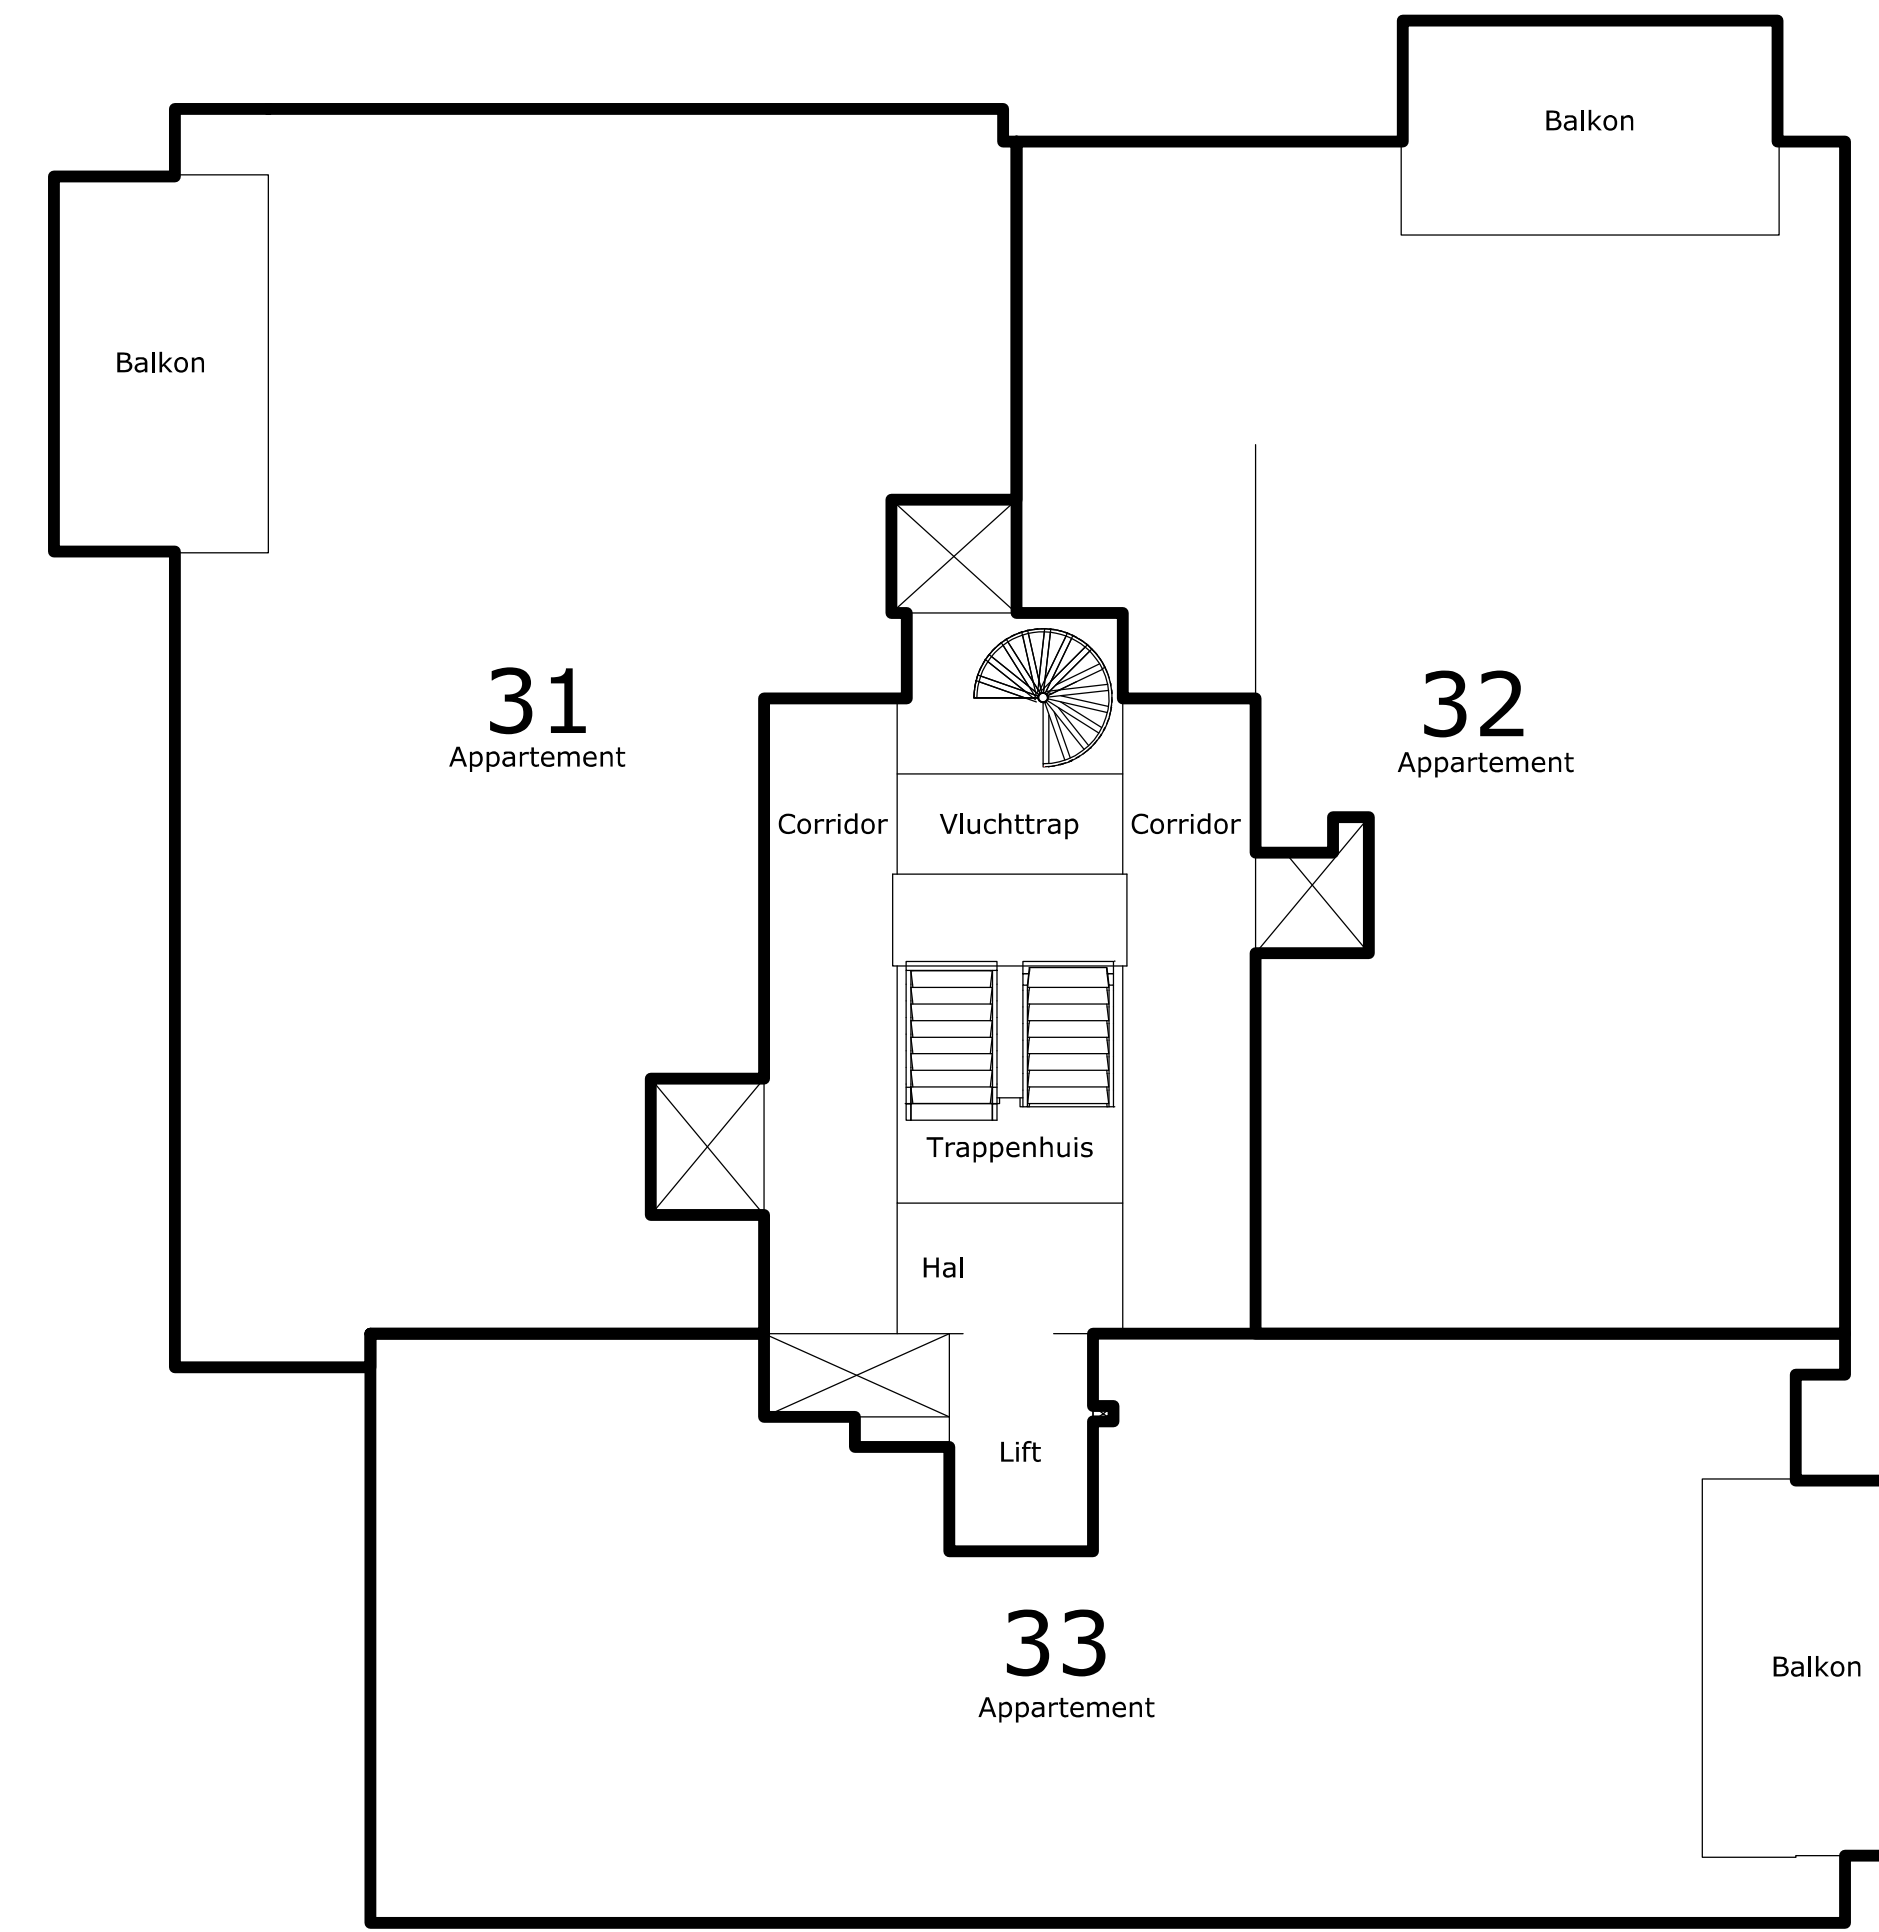 Balkon
Balkon
31
Appartement
32
Appartement
Corridor
Vluchttrap
Corridor
Trappenhuis
Hal
Lift
33
Appartement
Balkon